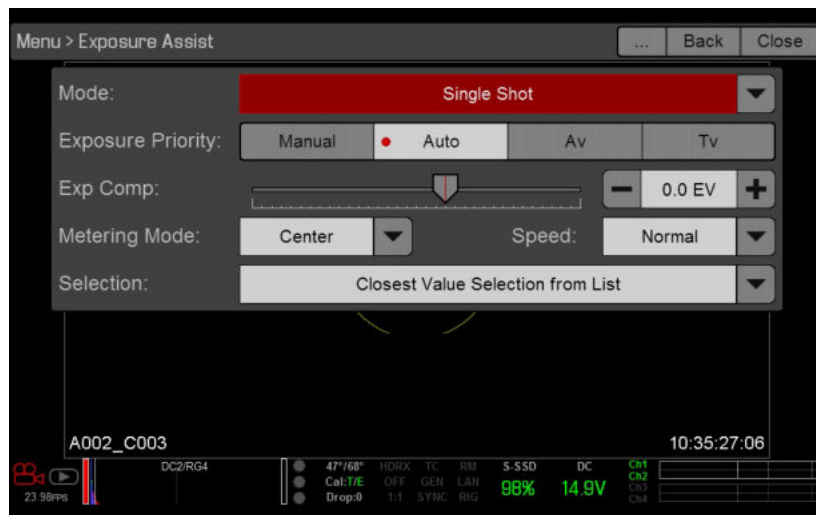 Menu > Exposure Assist ... Back Close
Mode: Single Shot
Exposure Priority: Manual Auto Av Tv
Exp Comp: 0.0 EV
Metering Mode: Center Speed: Normal
Selection: Closest Value Selection from List
A002_C003 10:35:27:06
DC2/RG4 47°/68° HDRX TC RM S-SSD DC Ch1
Cal:T/E OFF GEN LAN 98% 14.9V Ch2
23.98FPS Drop:0 1:1 SYNC RIG Ch3
Ch4